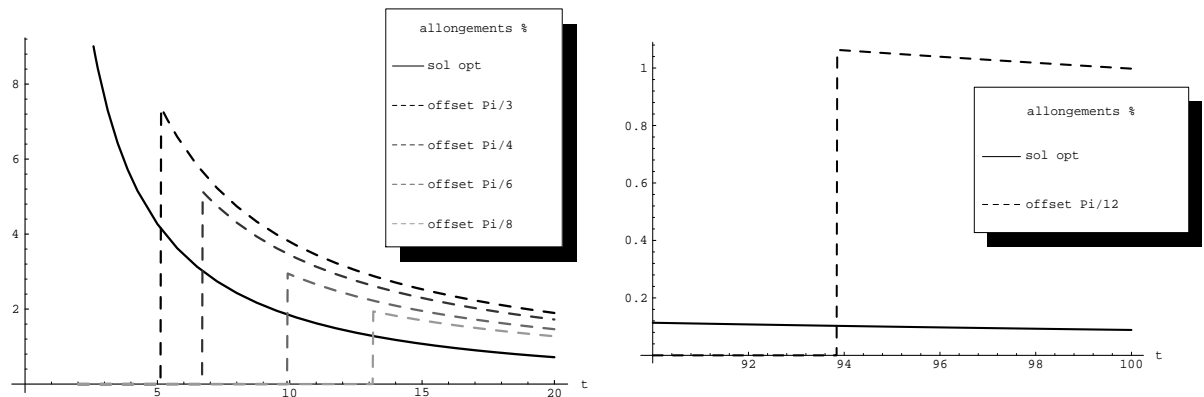 allongements %
sol opt
offset Pi/3
offset Pi/4
offset Pi/6
offset Pi/8
8
6
4
2
5
10
15
20
t
allongements %
sol opt
offset Pi/12
1
0.8
0.6
0.4
0.2
92
94
96
98
100
t